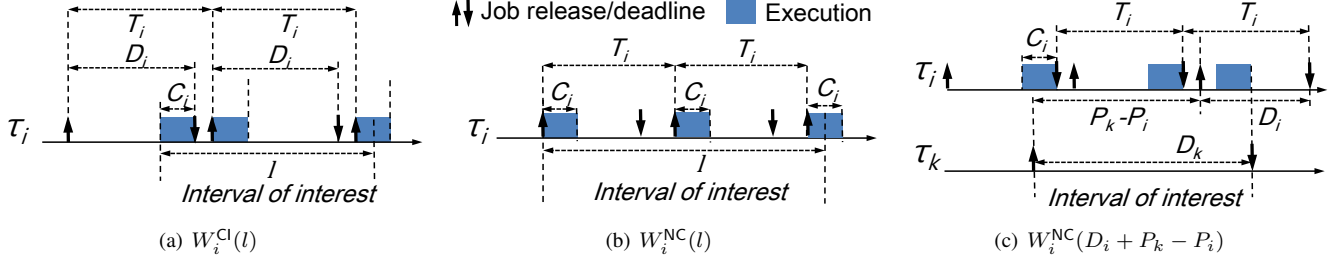 Job release/deadline Execution
T_i T_i
D_i D_i
C_i
τ_i
l
Interval of interest
(a) W_i^CI(l)
T_i T_i
C_i C_i C_i
τ_i
l
Interval of interest
(b) W_i^NC(l)
T_i T_i
C_i
τ_i
P_k-P_i D_i
τ_k D_k
Interval of interest
(c) W_i^NC(D_i + P_k − P_i)